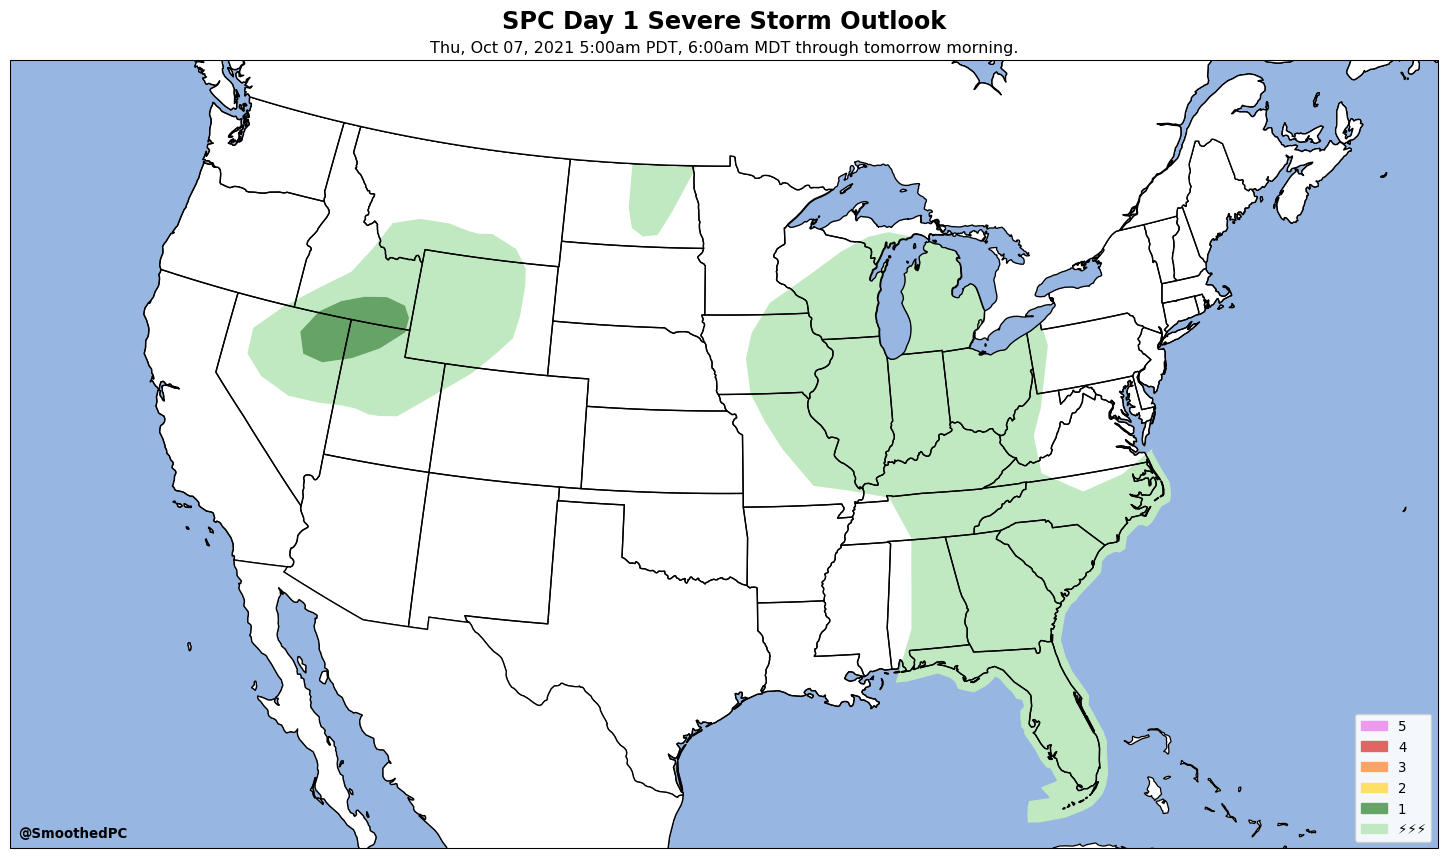 SPC Day 1 Severe Storm Outlook
Thu, Oct 07, 2021 5:00am PDT, 6:00am MDT through tomorrow morning.
5
4
3
2
1
⚡⚡⚡
@SmoothedPC